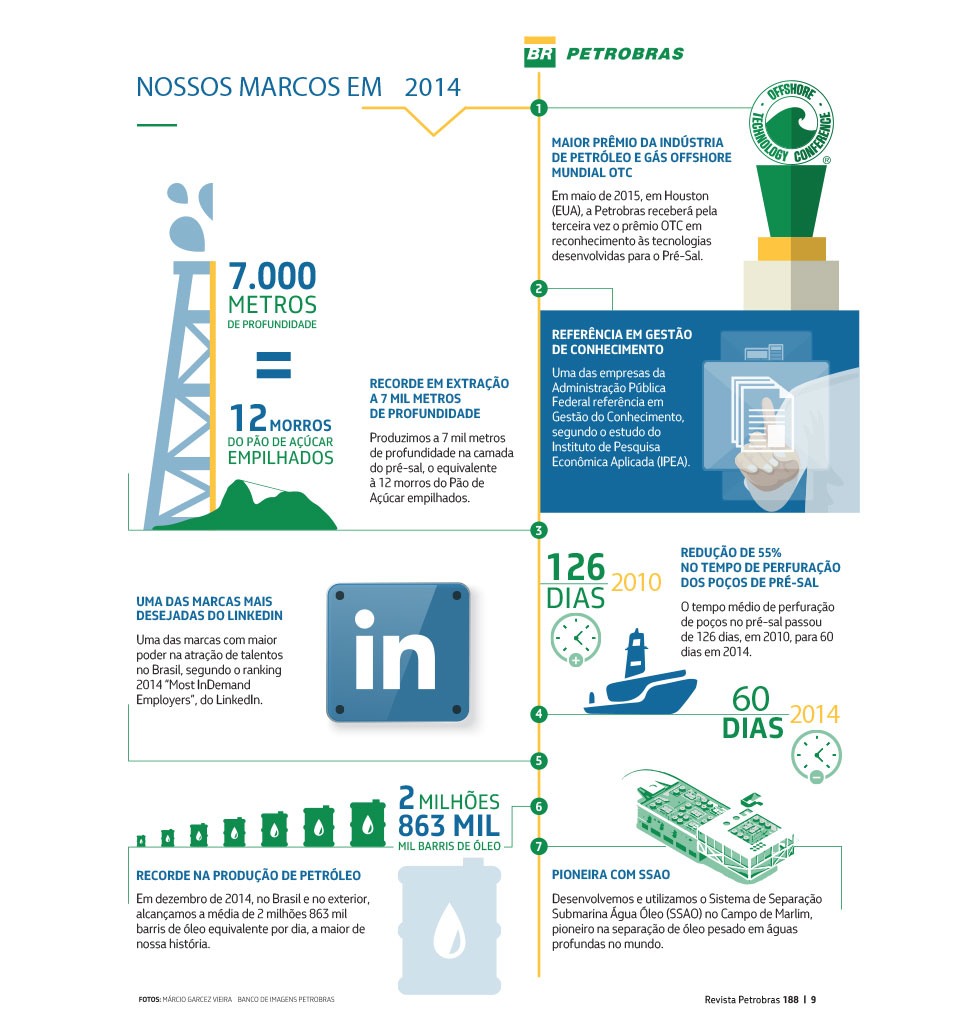 BR PETROBRAS
NOSSOS MARCOS EM 2014
1
OFFSHORE TECHNOLOGY CONFERENCE
®
MAIOR PRÊMIO DA INDÚSTRIA
DE PETRÓLEO E GÁS OFFSHORE
MUNDIAL OTC
Em maio de 2015, em Houston
(EUA), a Petrobras receberá pela
terceira vez o prêmio OTC em
reconhecimento às tecnologias
desenvolvidas para o Pré-Sal.
2
REFERÊNCIA EM GESTÃO
DE CONHECIMENTO
Uma das empresas da
Administração Pública
Federal referência em
Gestão do Conhecimento,
segundo o estudo do
Instituto de Pesquisa
Econômica Aplicada (IPEA).
7.000
METROS
DE PROFUNDIDADE
=
12 MORROS
DO PÃO DE AÇÚCAR
EMPILHADOS
RECORDE EM EXTRAÇÃO
A 7 MIL METROS
DE PROFUNDIDADE
Produzimos a 7 mil metros
de profundidade na camada
do pré-sal, o equivalente
à 12 morros do Pão de
Açúcar empilhados.
3
126
DIAS
2010
REDUÇÃO DE 55%
NO TEMPO DE PERFURAÇÃO
DOS POÇOS DE PRÉ-SAL
O tempo médio de perfuração
de poços no pré-sal passou
de 126 dias, em 2010, para 60
dias em 2014.
60
DIAS
2014
4
UMA DAS MARCAS MAIS
DESEJADAS DO LINKEDIN
Uma das marcas com maior
poder na atração de talentos
no Brasil, segundo o ranking
2014 "Most InDemand
Employers", do LinkedIn.
in
5
2 MILHÕES
863 MIL
MIL BARRIS DE ÓLEO
6
RECORDE NA PRODUÇÃO DE PETRÓLEO
Em dezembro de 2014, no Brasil e no exterior,
alcançamos a média de 2 milhões 863 mil
barris de óleo equivalente por dia, a maior de
nossa história.
7
PIONEIRA COM SSAO
Desenvolvemos e utilizamos o Sistema de Separação
Submarina Água Óleo (SSAO) no Campo de Marlim,
pioneiro na separação de óleo pesado em águas
profundas no mundo.
FOTOS: MÁRCIO GARCEZ VIEIRA BANCO DE IMAGENS PETROBRAS
Revista Petrobras 188 | 9